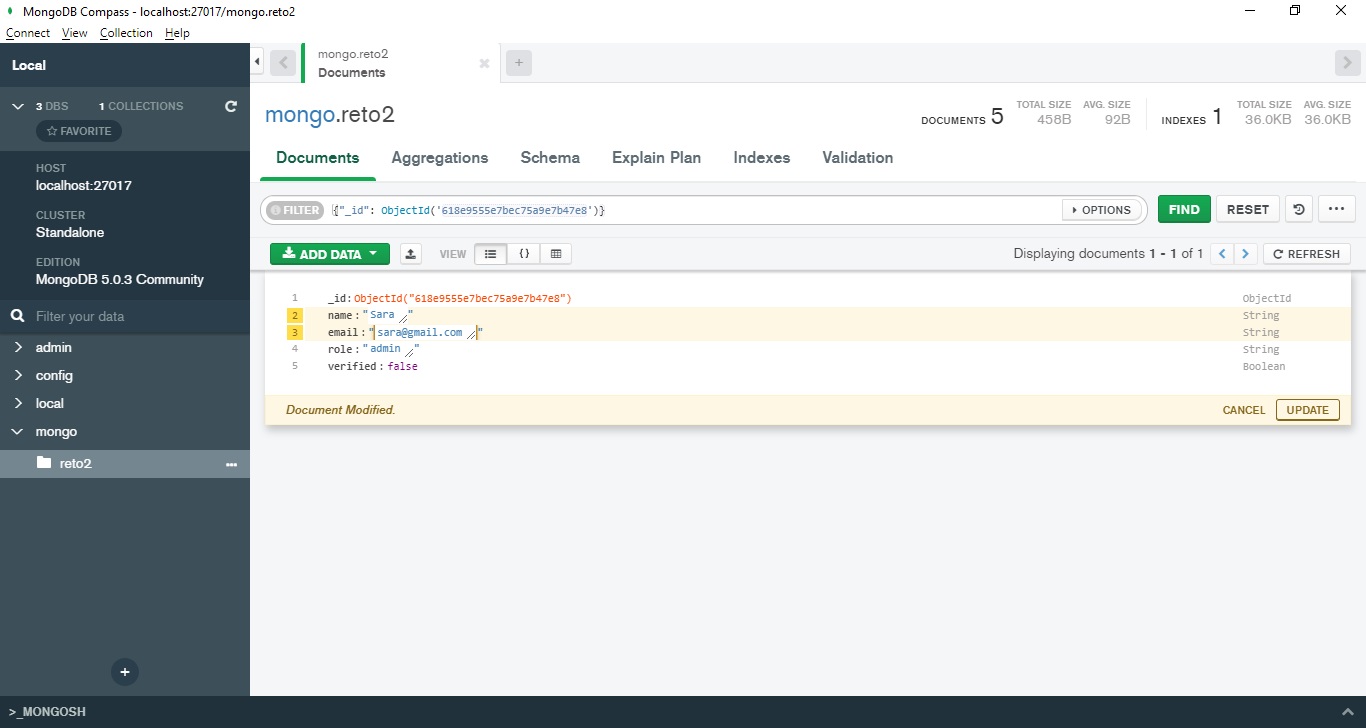 MongoDB Compass - localhost:27017/mongo.reto2
Connect View Collection Help
Local
3 DBS 1 COLLECTIONS
FAVORITE
HOST
localhost:27017
CLUSTER
Standalone
EDITION
MongoDB 5.0.3 Community
Filter your data
admin
config
local
mongo
reto2
mongo.reto2
Documents
mongo.reto2
DOCUMENTS 5 TOTAL SIZE 458B AVG. SIZE 92B INDEXES 1 TOTAL SIZE 36.0KB AVG. SIZE 36.0KB
Documents Aggregations Schema Explain Plan Indexes Validation
FILTER {"_id": ObjectId('618e9555e7bec75a9e7b47e8')} OPTIONS FIND RESET
ADD DATA VIEW {} Displaying documents 1 - 1 of 1 REFRESH
1 _id: ObjectId("618e9555e7bec75a9e7b47e8") ObjectId
2 name : "Sara " String
3 email : "sara@gmail.com " String
4 role : "admin " String
5 verified : false Boolean
Document Modified. CANCEL UPDATE
>_MONGOSH